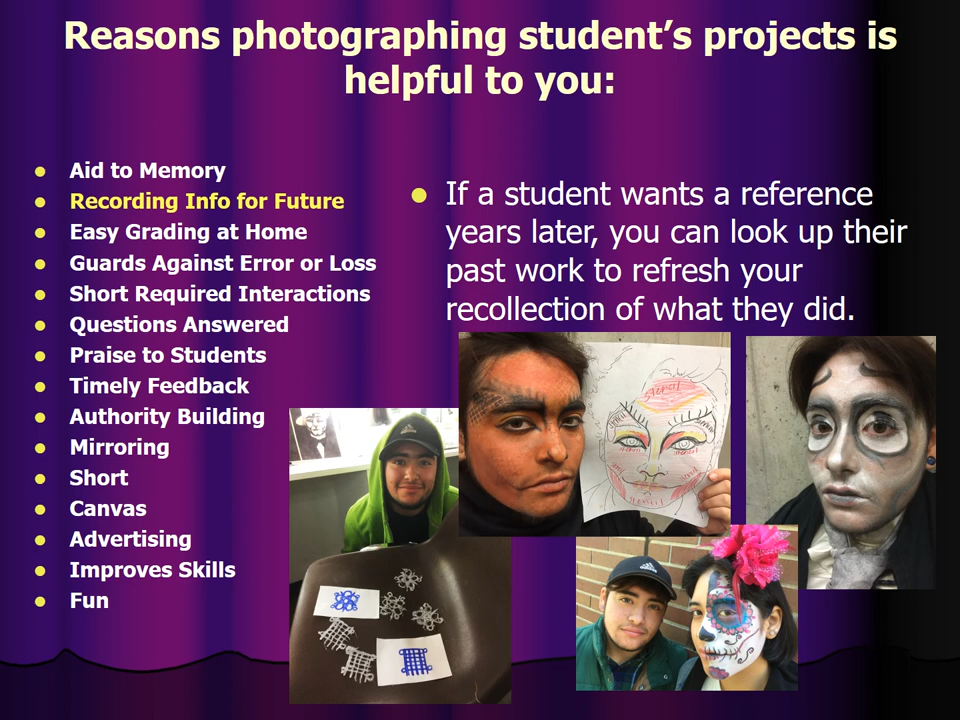 Reasons photographing student's projects is
helpful to you:
Aid to Memory
Recording Info for Future
Easy Grading at Home
Guards Against Error or Loss
Short Required Interactions
Questions Answered
Praise to Students
Timely Feedback
Authority Building
Mirroring
Short
Canvas
Advertising
Improves Skills
Fun
If a student wants a reference
years later, you can look up their
past work to refresh your
recollection of what they did.
stencil